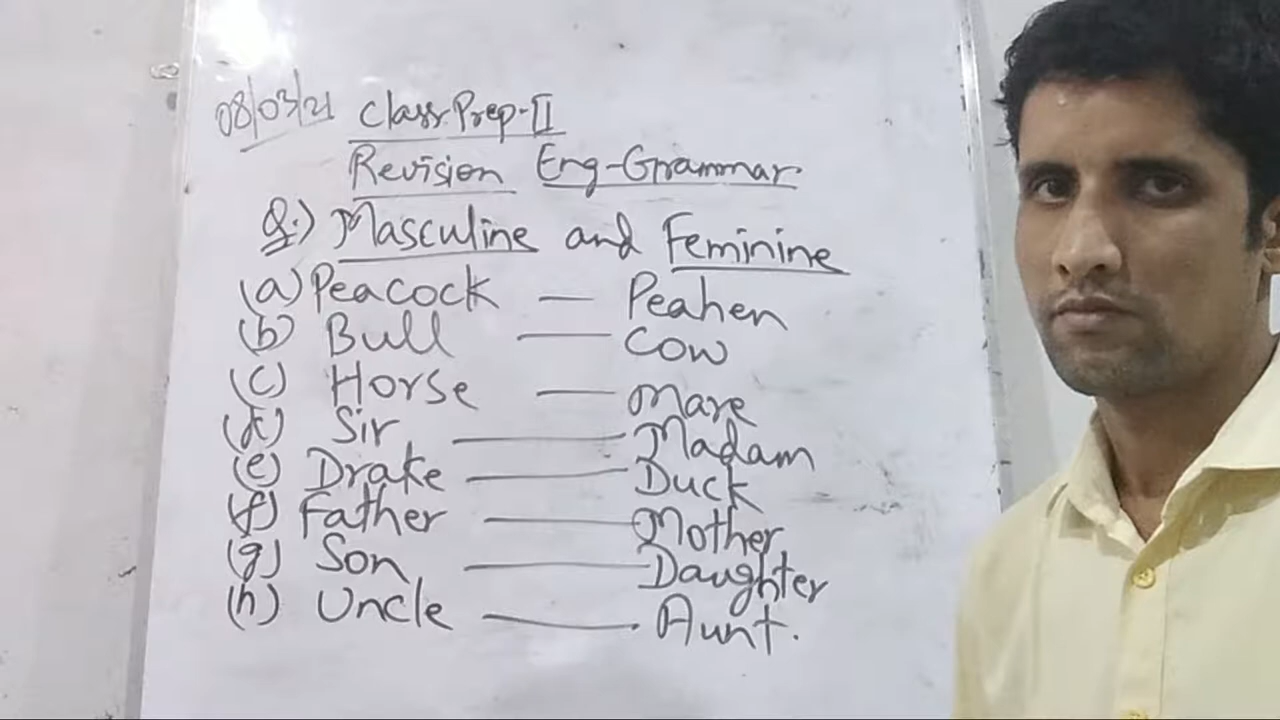 08/03/21 Class Prep-II
Revision Eng-Grammar
Q:) Masculine and Feminine
(a) Peacock — Peahen
(b) Bull — Cow
(c) Horse — Mare
(d) Sir — Madam
(e) Drake — Duck
(f) Father — Mother
(g) Son — Daughter
(h) Uncle — Aunt.